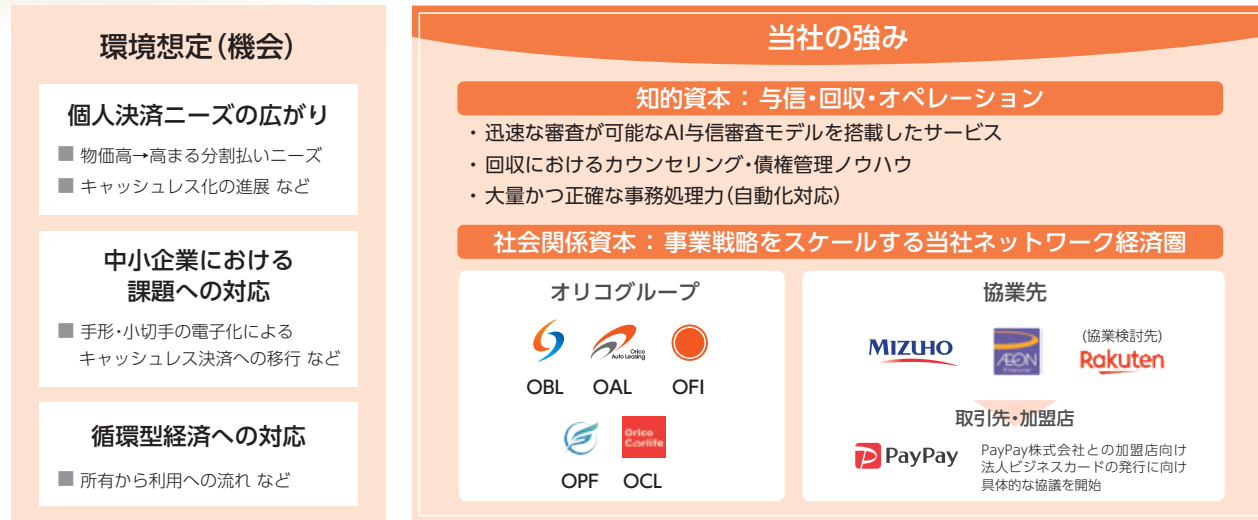 環境想定(機会)
個人決済ニーズの広がり
■ 物価高→高まる分割払いニーズ
■ キャッシュレス化の進展 など
中小企業における
課題への対応
■ 手形・小切手の電子化による
キャッシュレス決済への移行 など
循環型経済への対応
■ 所有から利用への流れ など
当社の強み
知的資本：与信・回収・オペレーション
・迅速な審査が可能なAI与信審査モデルを搭載したサービス
・回収におけるカウンセリング・債権管理ノウハウ
・大量かつ正確な事務処理力(自動化対応)
社会関係資本：事業戦略をスケールする当社ネットワーク経済圏
オリコグループ
Orico
Auto Leasing
OBL OAL OFI
Orico
Carlife
OPF OCL
協業先
MIZUHO
AEON
Financial
(協業検討先)
Rakuten
取引先・加盟店
PayPay
PayPay株式会社との加盟店向け
法人ビジネスカードの発行に向け
具体的な協議を開始